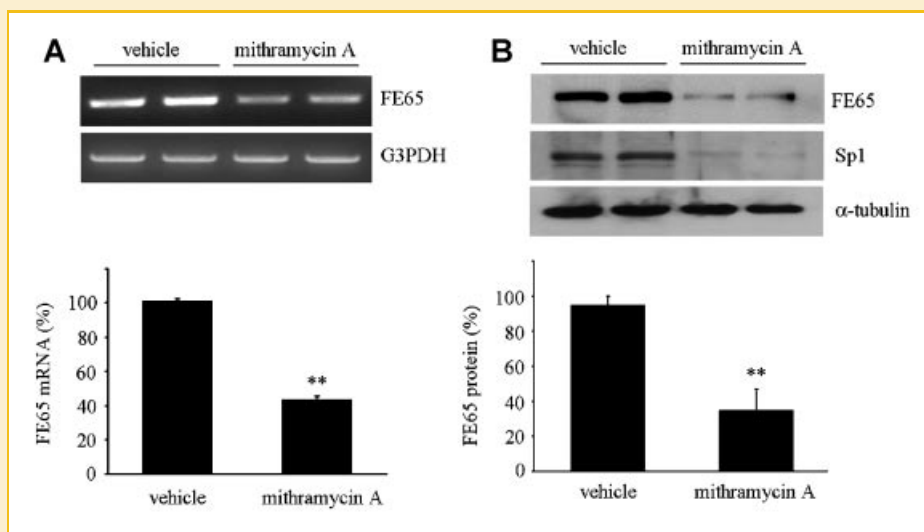 A
vehicle mithramycin A
FE65
G3PDH
FE65 mRNA (%)
100
80
60
40
20
0
**
vehicle mithramycin A
B
vehicle mithramycin A
FE65
Sp1
α-tubulin
FE65 protein (%)
100
80
60
40
20
0
**
vehicle mithramycin A